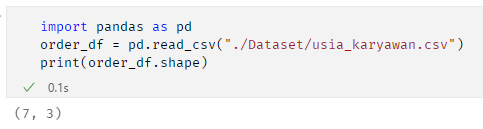 import pandas as pd
order_df = pd.read_csv("./Dataset/usia_karyawan.csv")
print(order_df.shape)
0.1s
(7, 3)